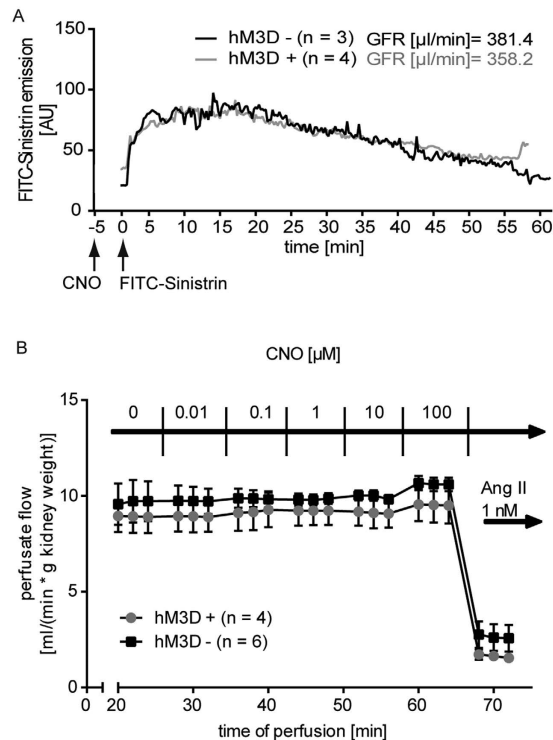 A
hM3D - (n = 3) GFR [µl/min]= 381.4
hM3D + (n = 4) GFR [µl/min]= 358.2
FITC-Sinistrin emission
[AU]
150
100
50
0
-5 0 5 10 15 20 25 30 35 40 45 50 55 60
time [min]
CNO FITC-Sinistrin
B
CNO [µM]
0 0.01 0.1 1 10 100
Ang II
1 nM
perfusate flow
[ml/(min * g kidney weight)]
15
10
5
0
hM3D + (n = 4)
hM3D - (n = 6)
0 20 30 40 50 60 70
time of perfusion [min]